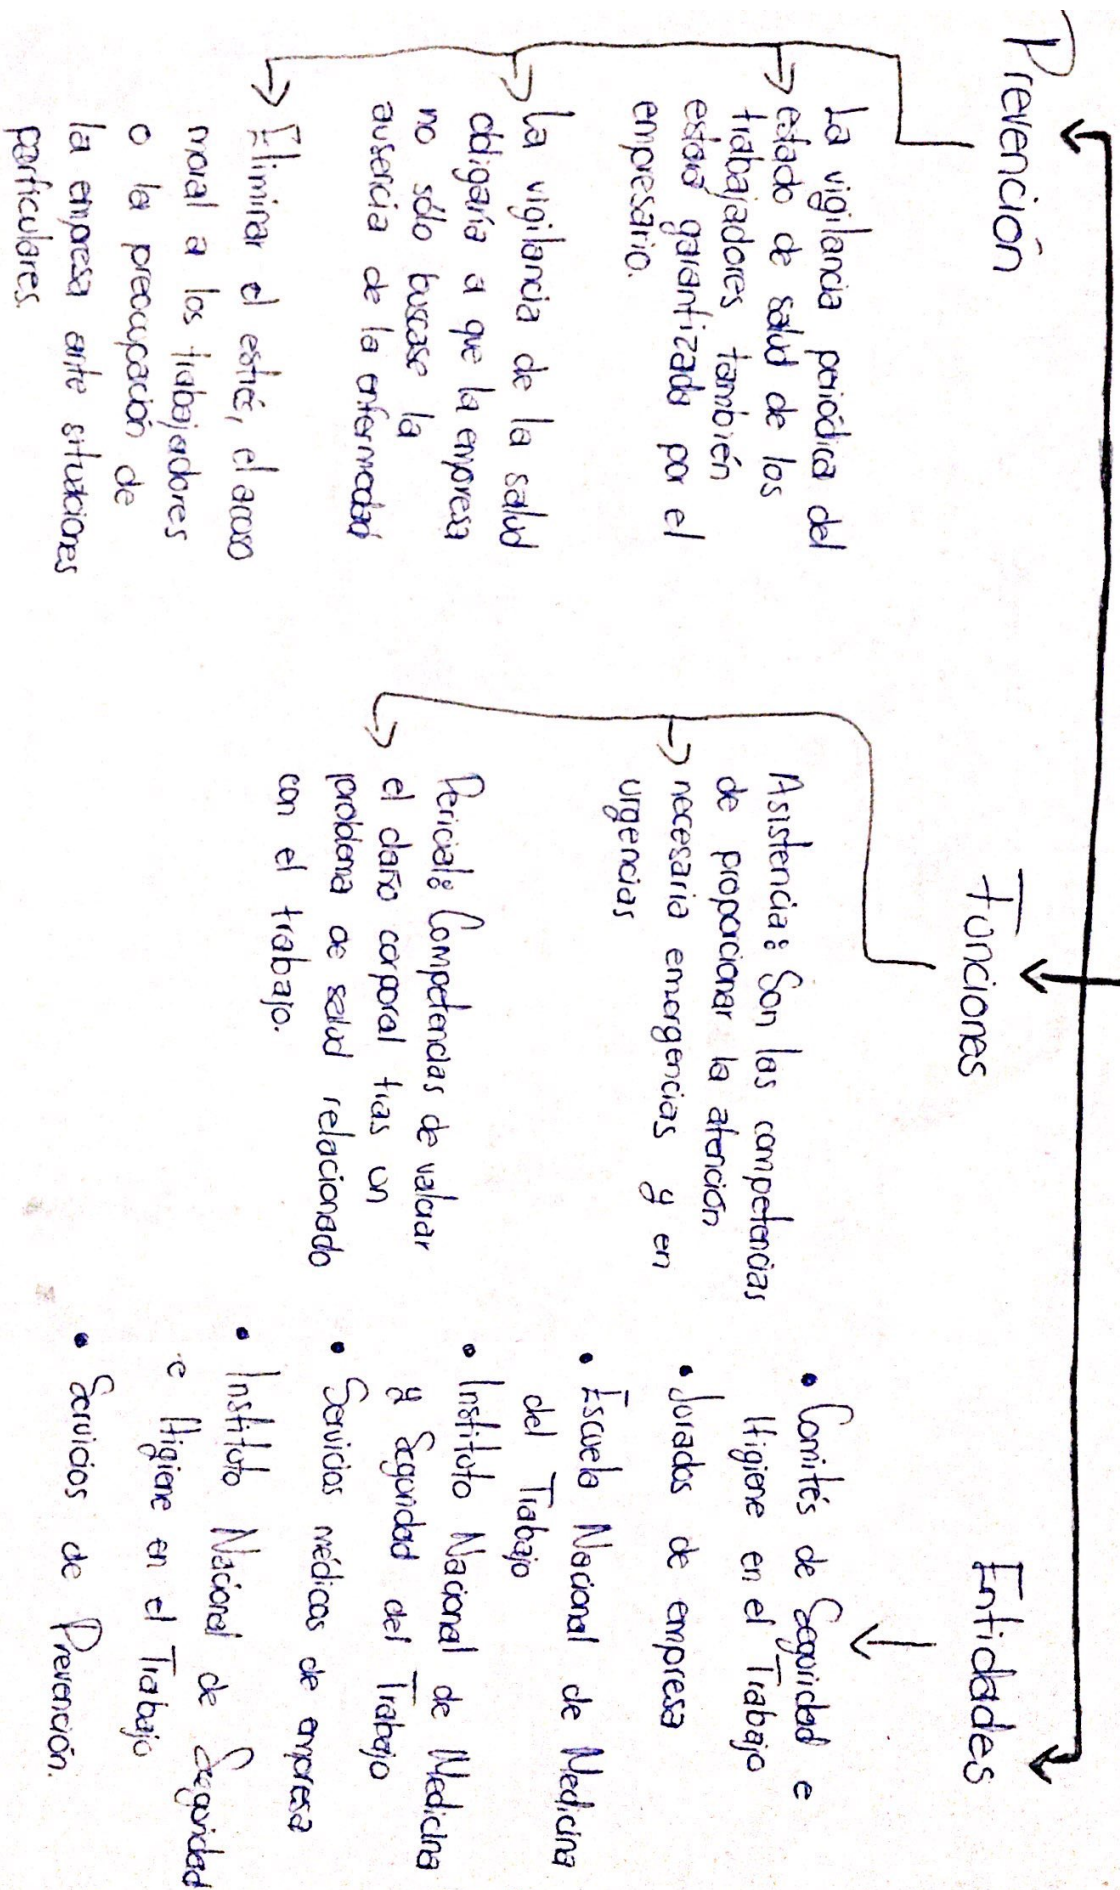 Prevención
La vigilancia periódica del
estado de salud de los
trabajadores también
estará garantizada por el
empresario.
La vigilancia de la salud
obligaría a que la empresa
no sólo buscase la
ausencia de la enfermedad
Eliminar el estrés, el acoso
moral a los trabajadores
o la preocupación de
la empresa ante situaciones
particulares.
Funciones
Asistencia: Son las competencias
de proporcionar la atención
necesaria emergencias y en
urgencias
Pericial: Competencias de valorar
el daño corporal tras un
problema de salud relacionado
con el trabajo.
Entidades
• Comités de Seguridad e
Higiene en el Trabajo
• Jurados de empresa
• Escuela Nacional de Medicina
del Trabajo
• Instituto Nacional de Medicina
y Seguridad del Trabajo
• Servicios médicos de empresa
• Instituto Nacional de Seguridad
e Higiene en el Trabajo
• Servicios de Prevención.